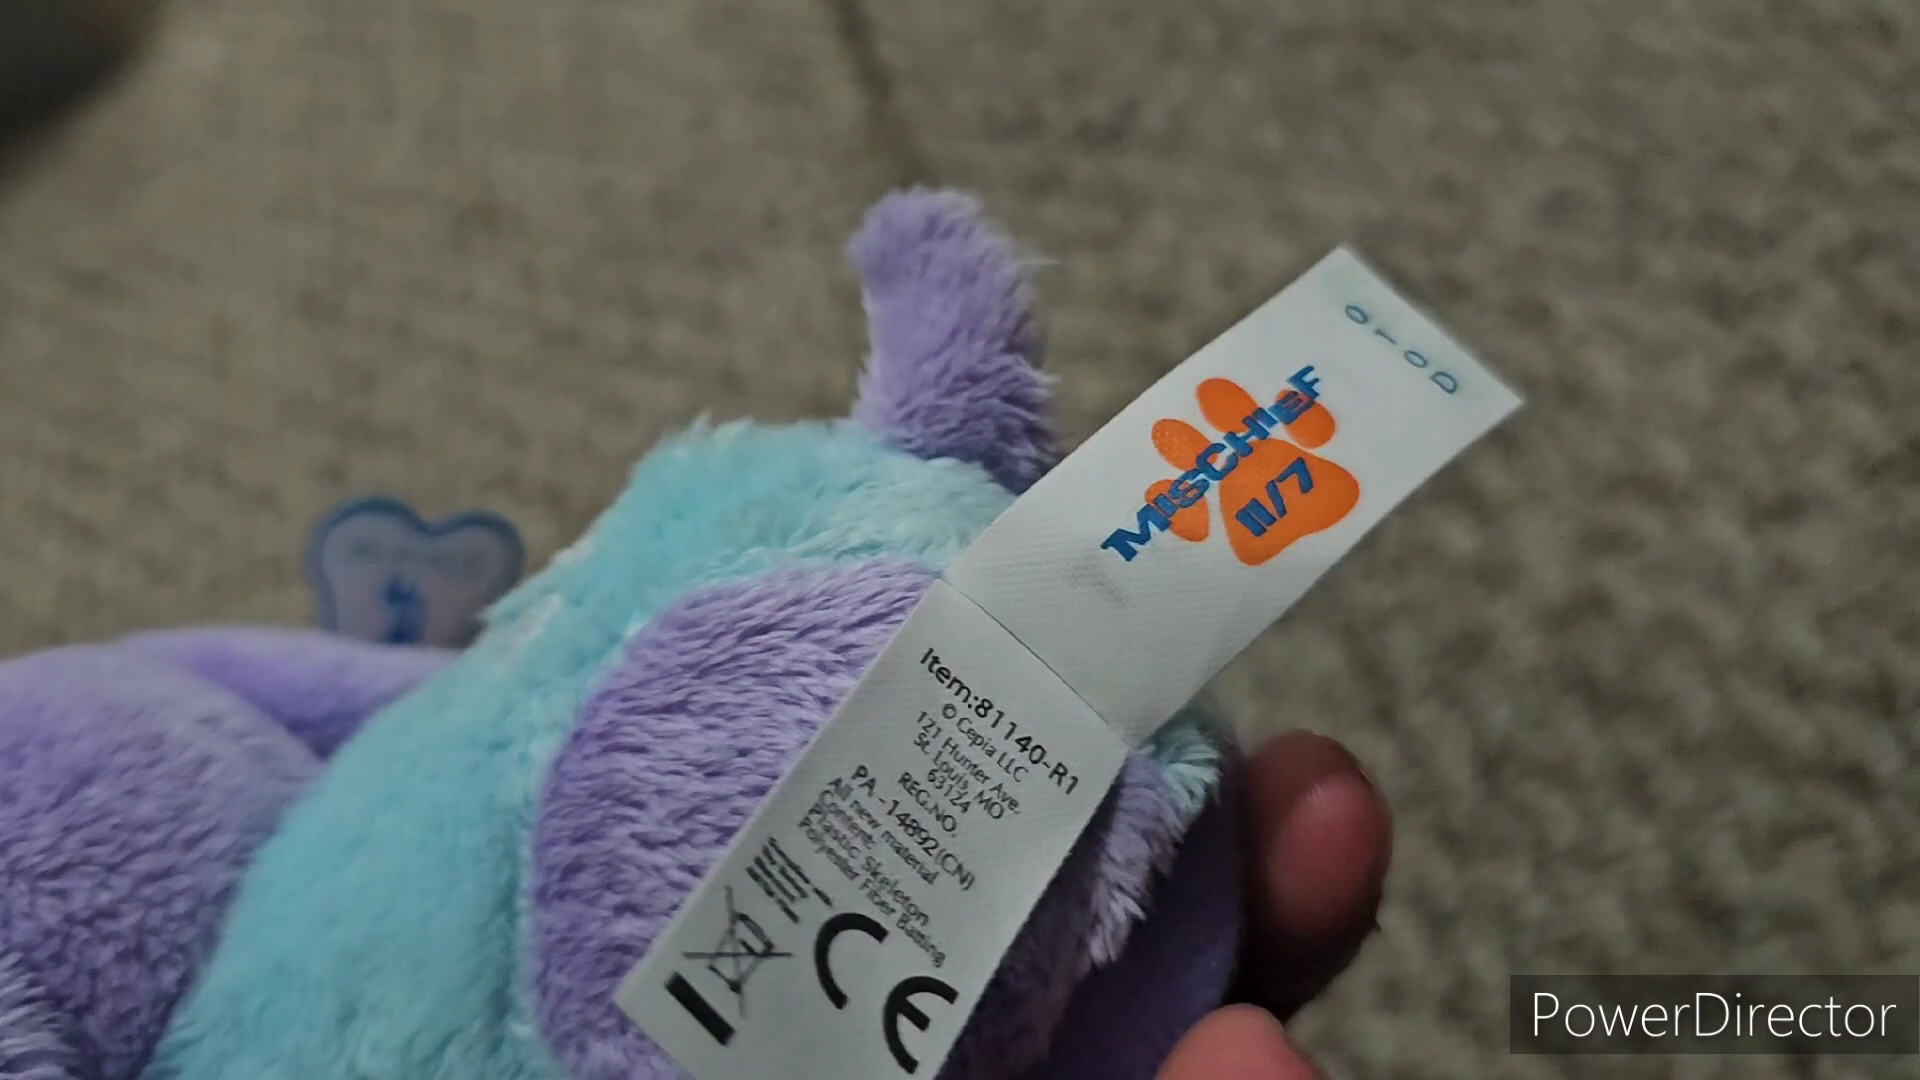 0100
MISCHIEF
11/7
Item:81140-R1
© Cepia LLC
121 Hunter Ave.
St. Louis, MO
63124
REG.NO.
PA -14892(CN)
All new material
Content:
Plastic Skeleton
Polyester Fiber Batting
CE
PowerDirector